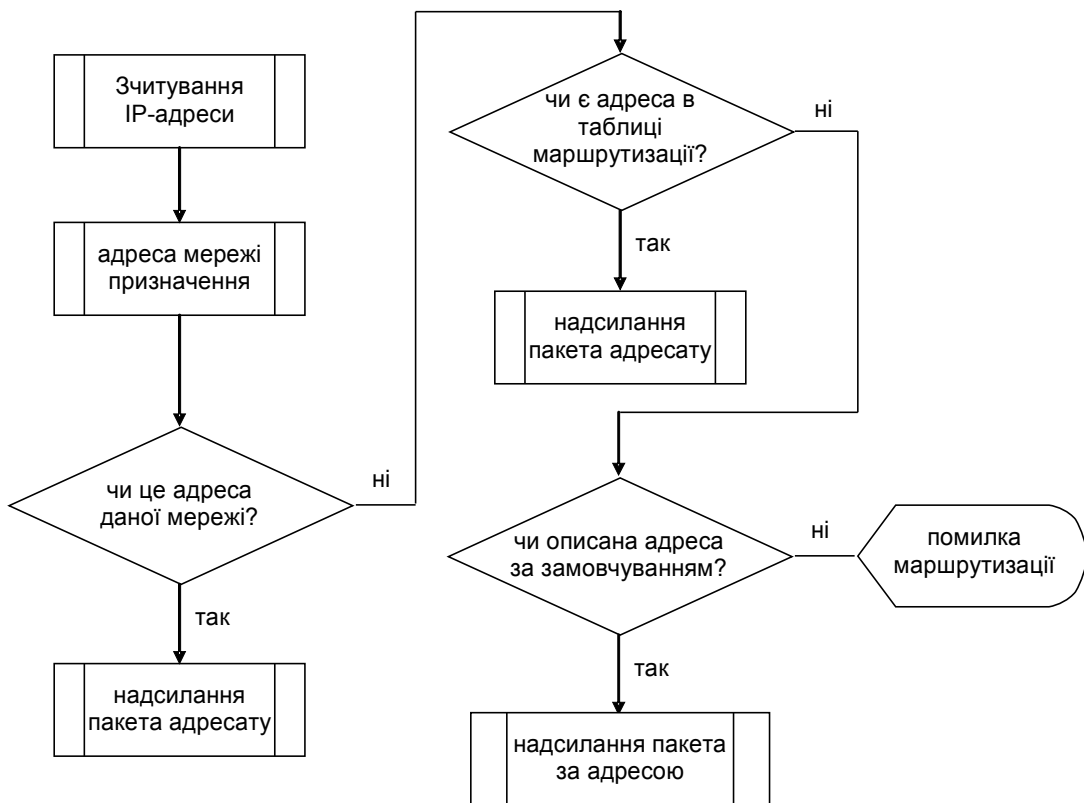 Зчитування
IP-адреси
адреса мережі
призначення
чи це адреса
даної мережі?
ні
так
надсилання
пакета адресату
чи є адреса в
таблиці
маршрутизації?
ні
так
надсилання
пакета адресату
чи описана адреса
за замовчуванням?
ні
помилка
маршрутизації
так
надсилання пакета
за адресою